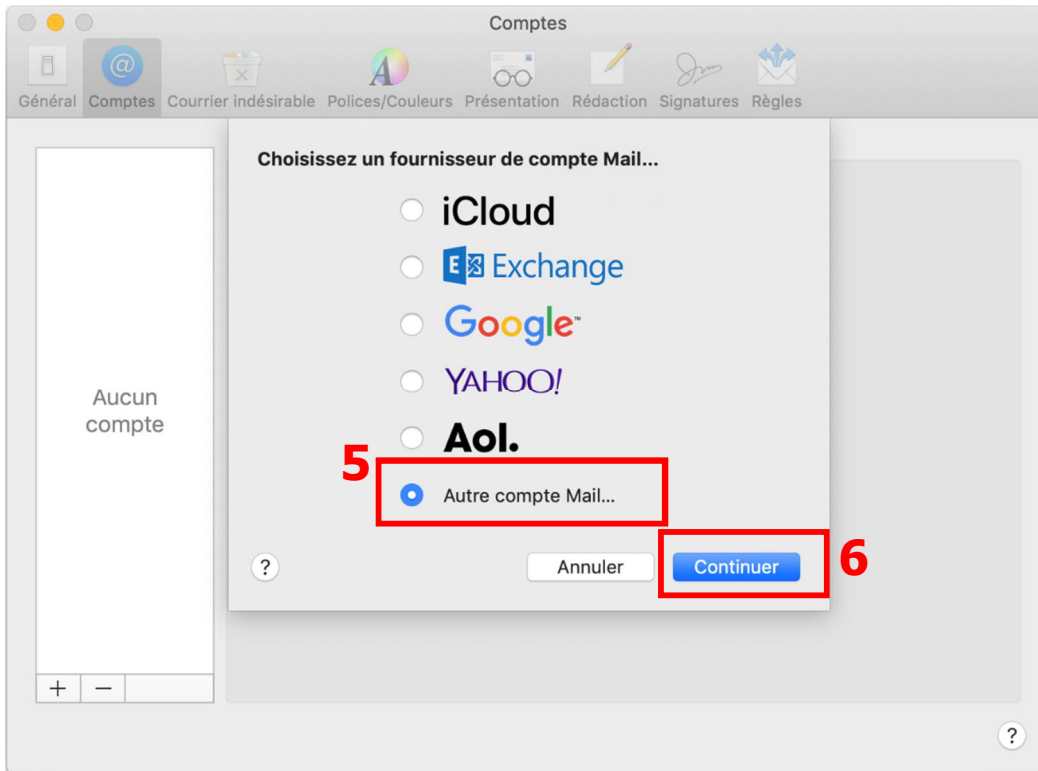 Comptes
Général Comptes Courrier indésirable Polices/Couleurs Présentation Rédaction Signatures Règles
Choisissez un fournisseur de compte Mail...
iCloud
E Exchange
Google™
YAHOO!
Aol.
5
Autre compte Mail...
? Annuler Continuer 6
Aucun
compte
+ −
?